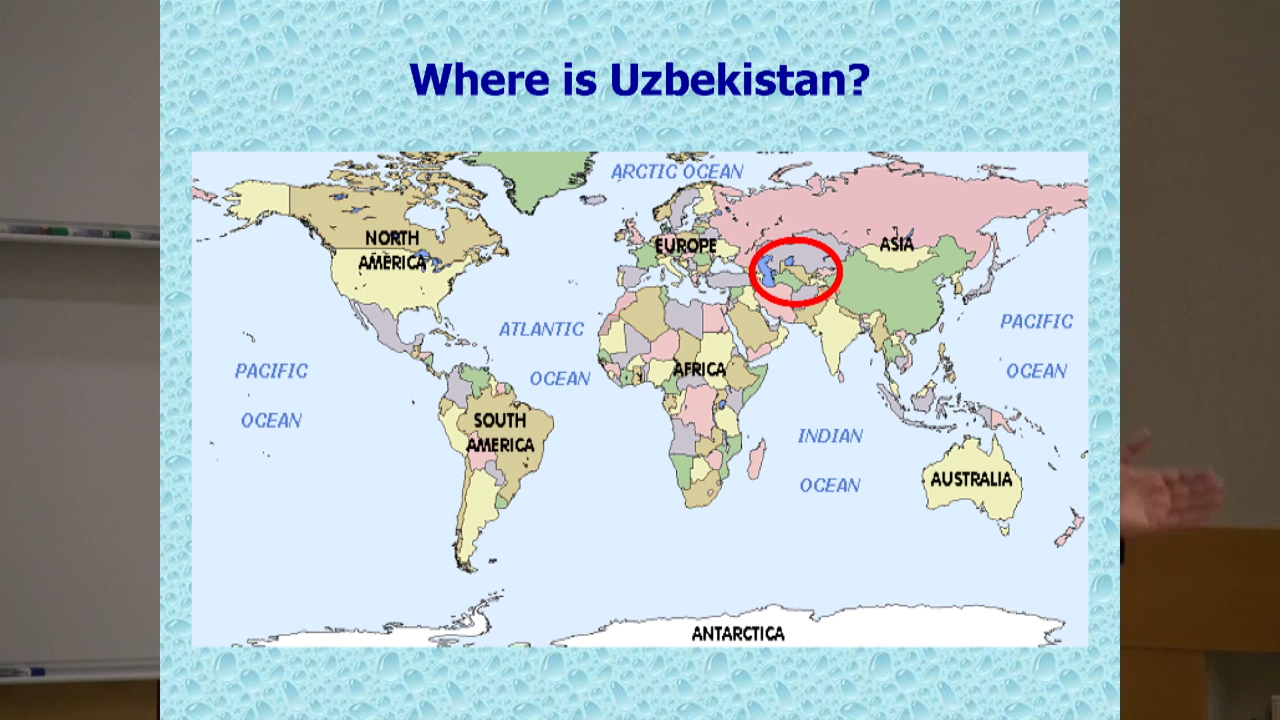 Where is Uzbekistan?
ARCTIC OCEAN
NORTH
AMERICA
EUROPE
ASIA
ATLANTIC
OCEAN
PACIFIC
OCEAN
PACIFIC
OCEAN
AFRICA
SOUTH
AMERICA
INDIAN
OCEAN
AUSTRALIA
ANTARCTICA